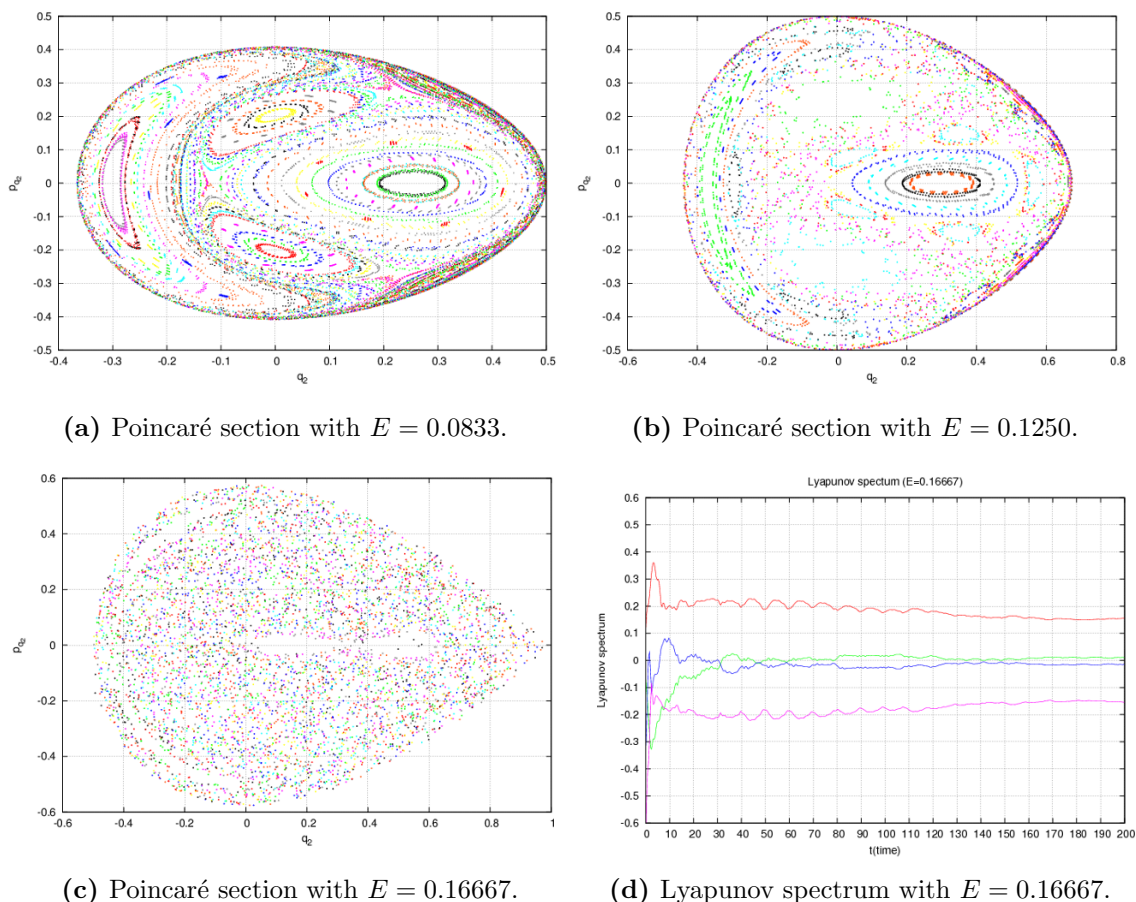 0.5
0.4
0.3
0.2
0.1
0
-0.1
-0.2
-0.3
-0.4
-0.5
-0.4 -0.3 -0.2 -0.1 0 0.1 0.2 0.3 0.4 0.5
p_{q_2}
q_2
0.5
0.4
0.3
0.2
0.1
0
-0.1
-0.2
-0.3
-0.4
-0.5
-0.6 -0.4 -0.2 0 0.2 0.4 0.6 0.8
p_{q_2}
q_2
(a) Poincaré section with E = 0.0833.
(b) Poincaré section with E = 0.1250.
0.6
0.4
0.2
0
-0.2
-0.4
-0.6
-0.6 -0.4 -0.2 0 0.2 0.4 0.6 0.8 1
p_{q_2}
q_2
Lyapunov spectum (E=0.16667)
0.6
0.5
0.4
0.3
0.2
0.1
0
-0.1
-0.2
-0.3
-0.4
-0.5
-0.6
0 10 20 30 40 50 60 70 80 90 100 110 120 130 140 150 160 170 180 190 200
Lyapunov spectrum
t(time)
(c) Poincaré section with E = 0.16667.
(d) Lyapunov spectrum with E = 0.16667.